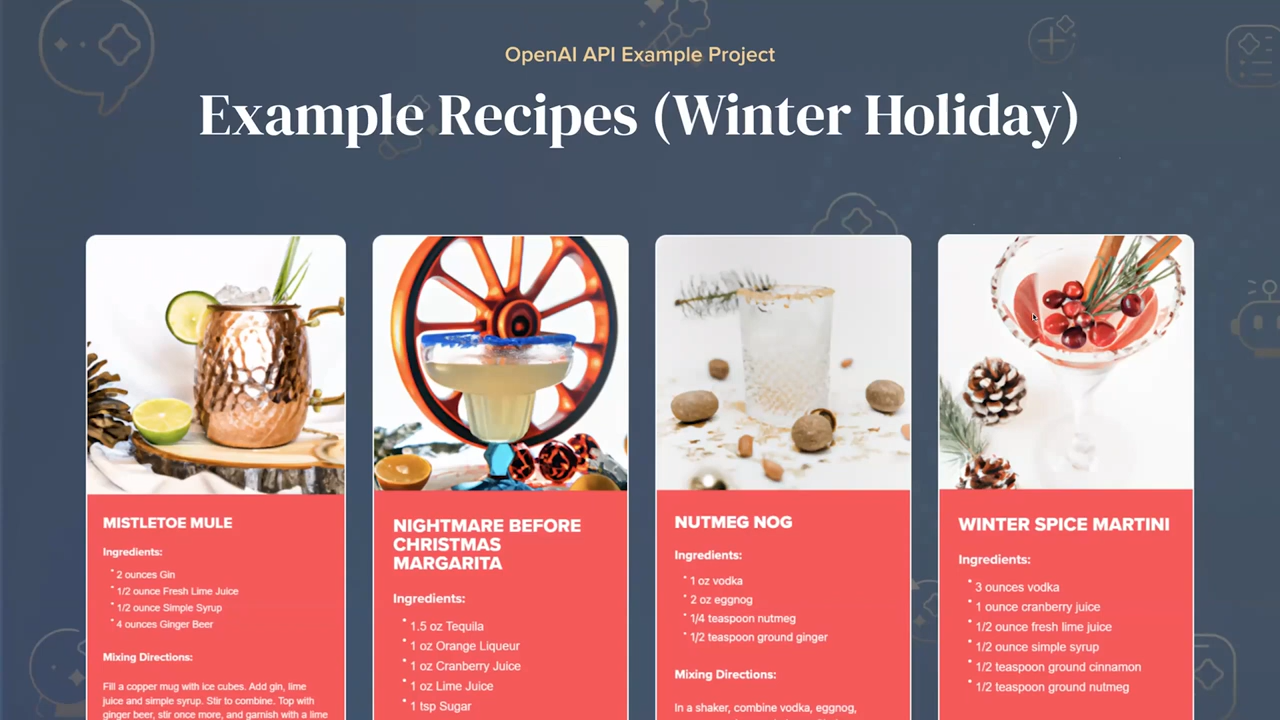 OpenAI API Example Project
Example Recipes (Winter Holiday)
MISTLETOE MULE
Ingredients:
• 2 ounces Gin
• 1/2 ounce Fresh Lime Juice
• 1/2 ounce Simple Syrup
• 4 ounces Ginger Beer
Mixing Directions:
Fill a copper mug with ice cubes. Add gin, lime
juice and simple syrup. Stir to combine. Top with
ginger beer, stir once more, and garnish with a lime
NIGHTMARE BEFORE
CHRISTMAS
MARGARITA
Ingredients:
• 1.5 oz Tequila
• 1 oz Orange Liqueur
• 1 oz Cranberry Juice
• 1 oz Lime Juice
• 1 tsp Sugar
NUTMEG NOG
Ingredients:
• 1 oz vodka
• 2 oz eggnog
• 1/4 teaspoon nutmeg
• 1/2 teaspoon ground ginger
Mixing Directions:
In a shaker, combine vodka, eggnog,
WINTER SPICE MARTINI
Ingredients:
• 3 ounces vodka
• 1 ounce cranberry juice
• 1/2 ounce fresh lime juice
• 1/2 ounce simple syrup
• 1/2 teaspoon ground cinnamon
• 1/2 teaspoon ground nutmeg